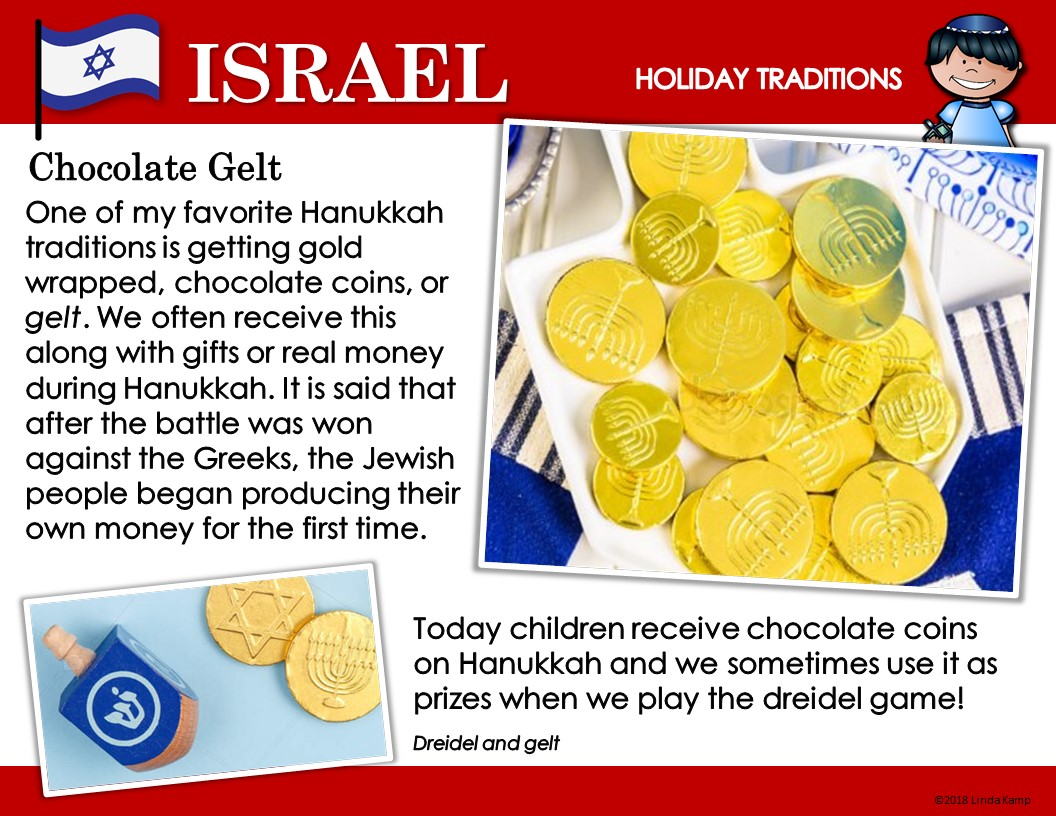 ISRAEL
HOLIDAY TRADITIONS
Chocolate Gelt
One of my favorite Hanukkah
traditions is getting gold
wrapped, chocolate coins, or
gelt. We often receive this
along with gifts or real money
during Hanukkah. It is said that
after the battle was won
against the Greeks, the Jewish
people began producing their
own money for the first time.
ש
Today children receive chocolate coins
on Hanukkah and we sometimes use it as
prizes when we play the dreidel game!
Dreidel and gelt
©2018 Linda Kamp